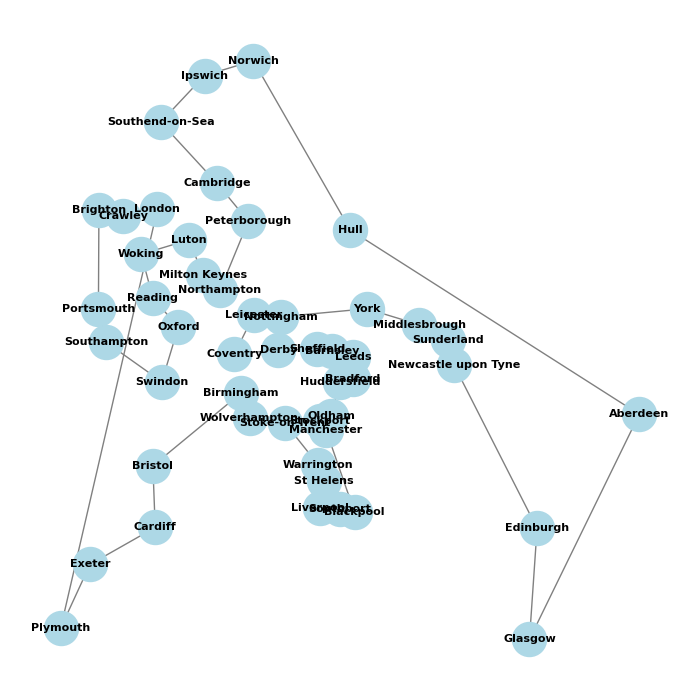 Norwich
Ipswich
Southend-on-Sea
Cambridge
Brighton
London
Crawley
Peterborough
Hull
Luton
Woking
Milton Keynes
Northampton
Reading
Portsmouth
York
Leicester
Nottingham
Middlesbrough
Oxford
Southampton
Sunderland
Derby
Sheffield
Barnsley
Coventry
Leeds
Newcastle upon Tyne
Swindon
Bradford
Huddersfield
Birmingham
Aberdeen
Oldham
Wolverhampton
Stockport
Stoke-on-Trent
Manchester
Warrington
Bristol
St Helens
Liverpool
Southport
Blackpool
Cardiff
Edinburgh
Exeter
Plymouth
Glasgow